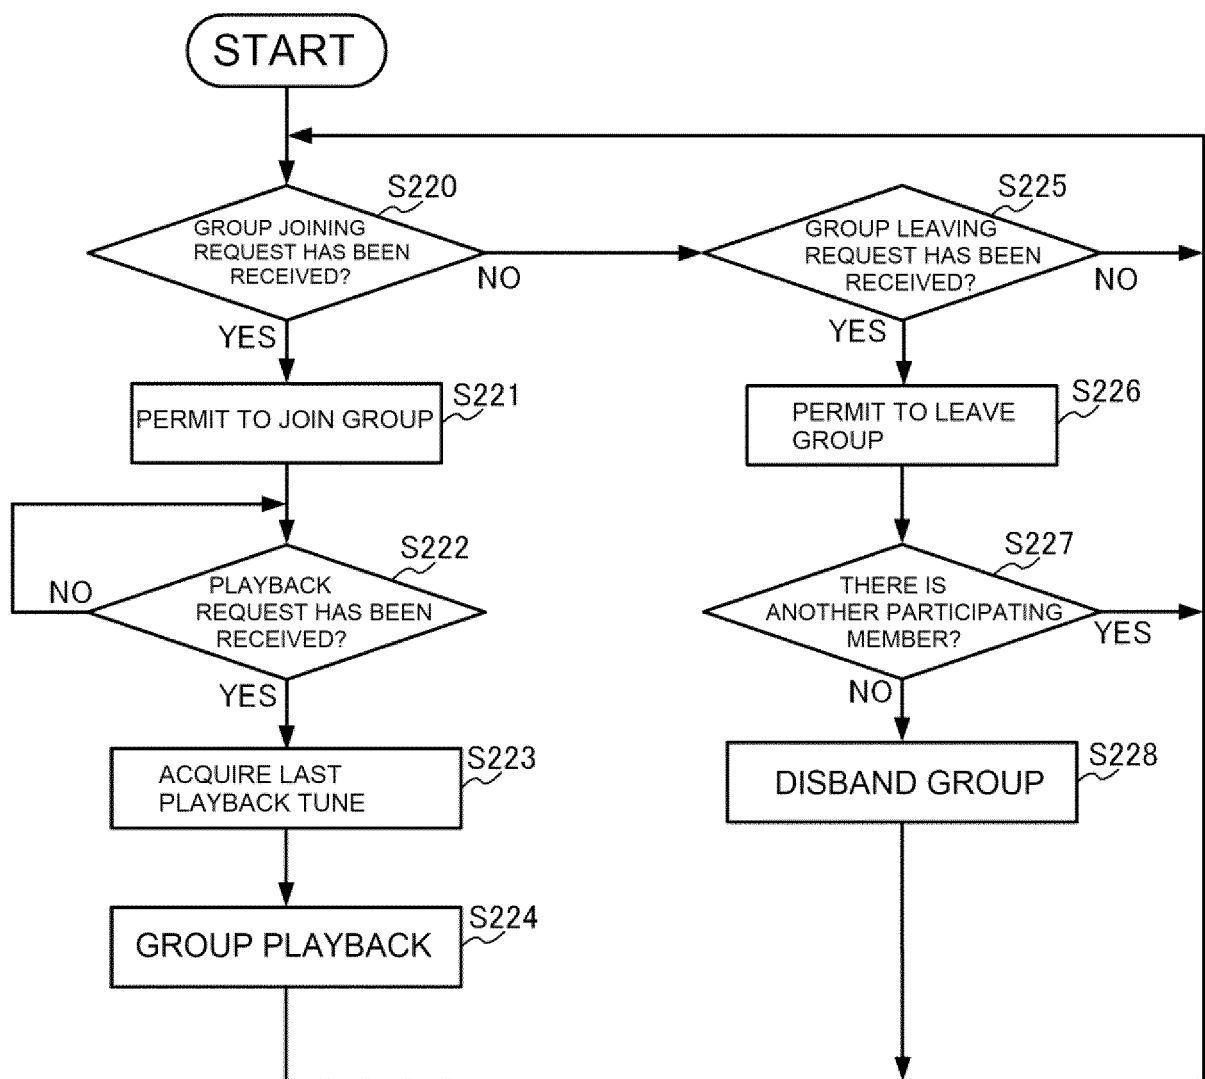 START
S220
GROUP JOINING
REQUEST HAS BEEN
RECEIVED?
NO
YES
S225
GROUP LEAVING
REQUEST HAS BEEN
RECEIVED?
NO
YES
S221
PERMIT TO JOIN GROUP
S226
PERMIT TO LEAVE
GROUP
S222
PLAYBACK
REQUEST HAS BEEN
RECEIVED?
NO
YES
S227
THERE IS
ANOTHER PARTICIPATING
MEMBER?
YES
NO
S223
ACQUIRE LAST
PLAYBACK TUNE
S228
DISBAND GROUP
S224
GROUP PLAYBACK